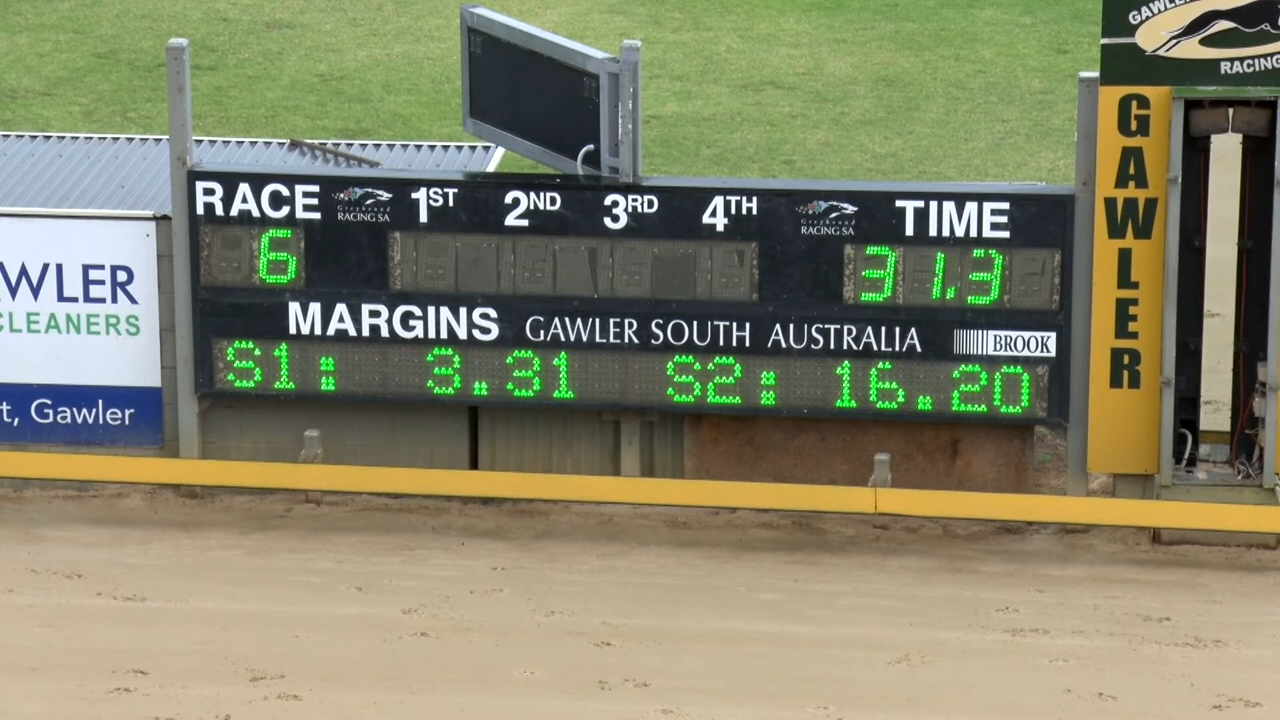 GAWLER
RACING
GAWLER
RACE
Greyhound
RACING SA
1ST
2ND
3RD
4TH
Greyhound
RACING SA
TIME
6
31.3
MARGINS
GAWLER SOUTH AUSTRALIA
BROOK
S1: 3.31 S2: 16.20
AWLER
CLEANERS
t, Gawler